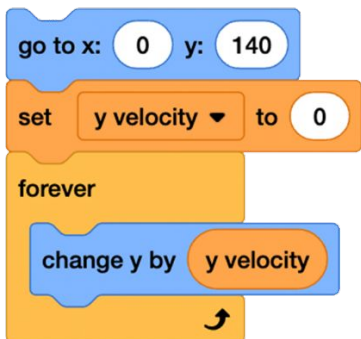 go to x: 0 y: 140
set y velocity to 0
forever
change y by y velocity